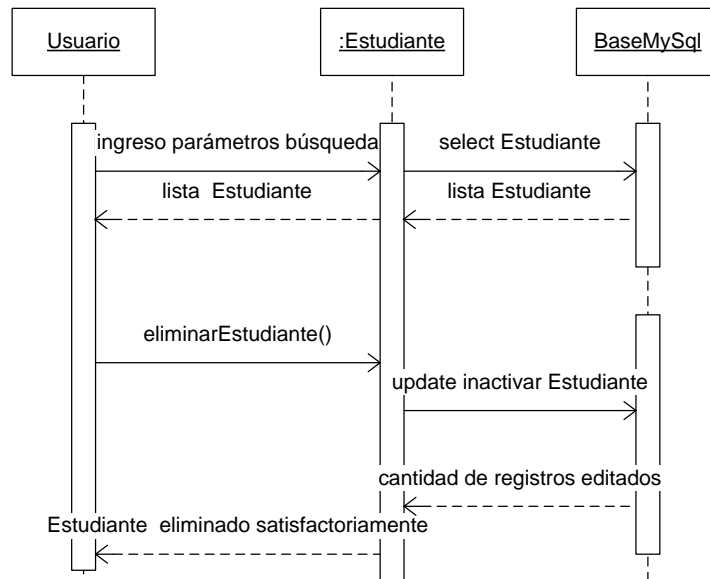 Usuario
:Estudiante
BaseMySql
ingreso parámetros búsqueda
select Estudiante
lista Estudiante
lista Estudiante
eliminarEstudiante()
update inactivar Estudiante
cantidad de registros editados
Estudiante eliminado satisfactoriamente